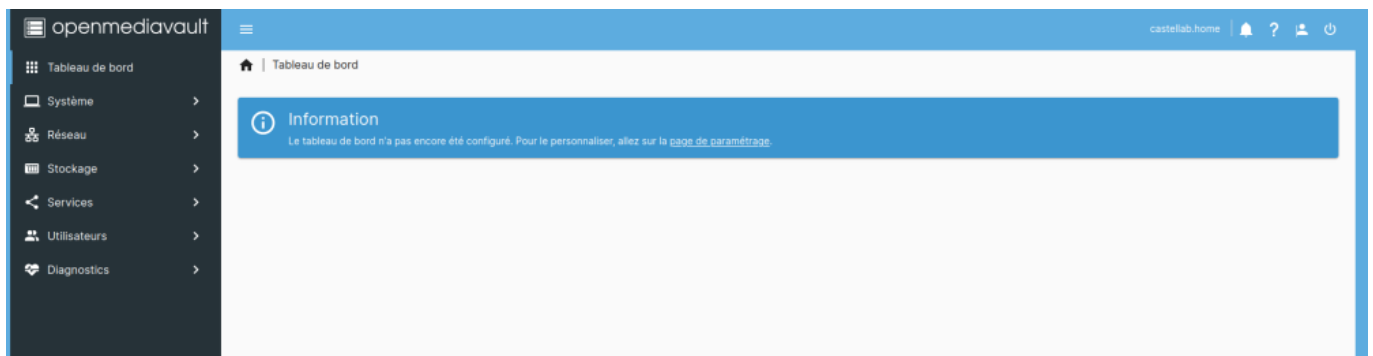 openmediavault
castellab.home
Tableau de bord
Tableau de bord
Système
Réseau
Stockage
Services
Utilisateurs
Diagnostics
Information
Le tableau de bord n'a pas encore été configuré. Pour le personnaliser, allez sur la page de paramétrage.